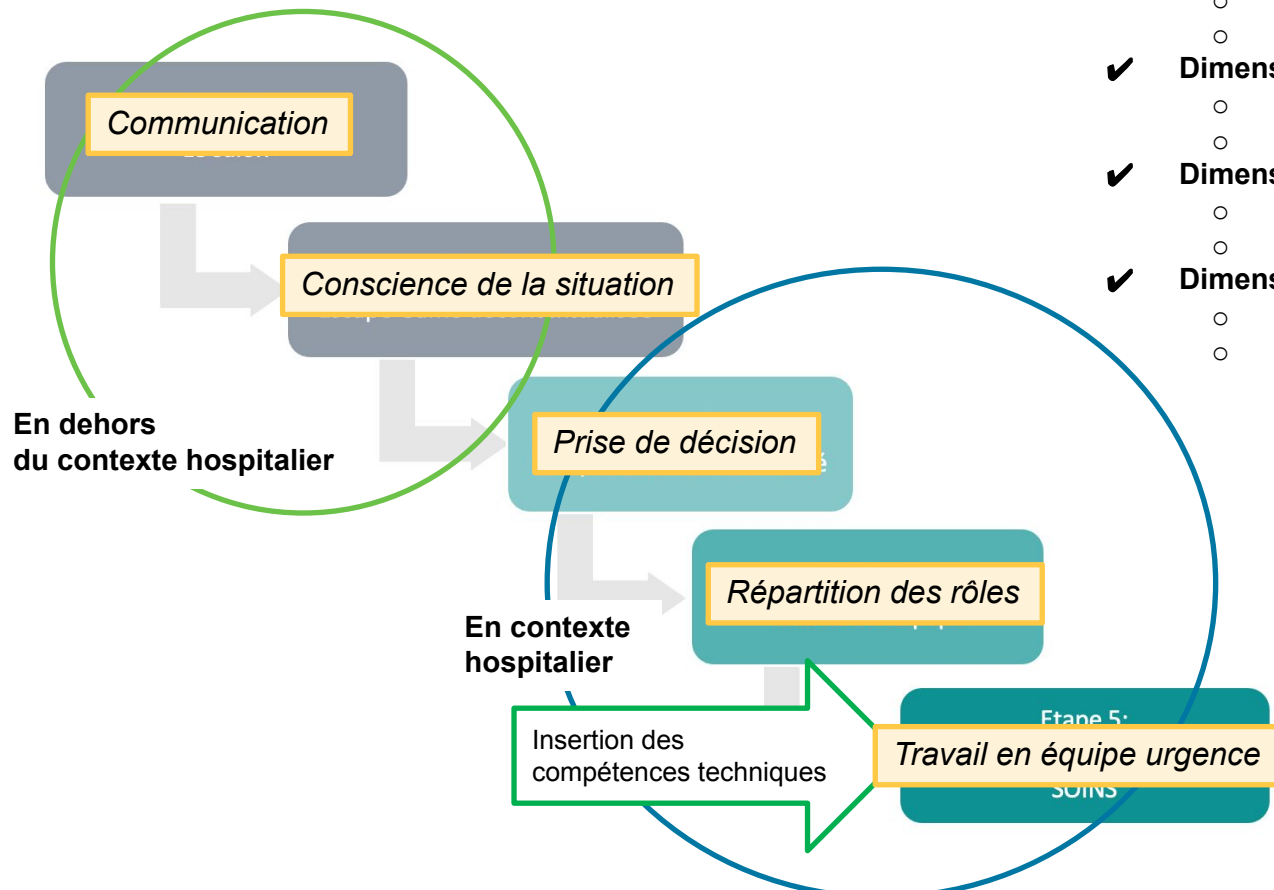 Communication
Conscience de la situation
En dehors
du contexte hospitalier
Prise de décision
Répartition des rôles
En contexte
hospitalier
Insertion des
compétences techniques
Etape 5:
Travail en équipe urgence
SOINS
✔ Dimens
✔ Dimens
✔ Dimens